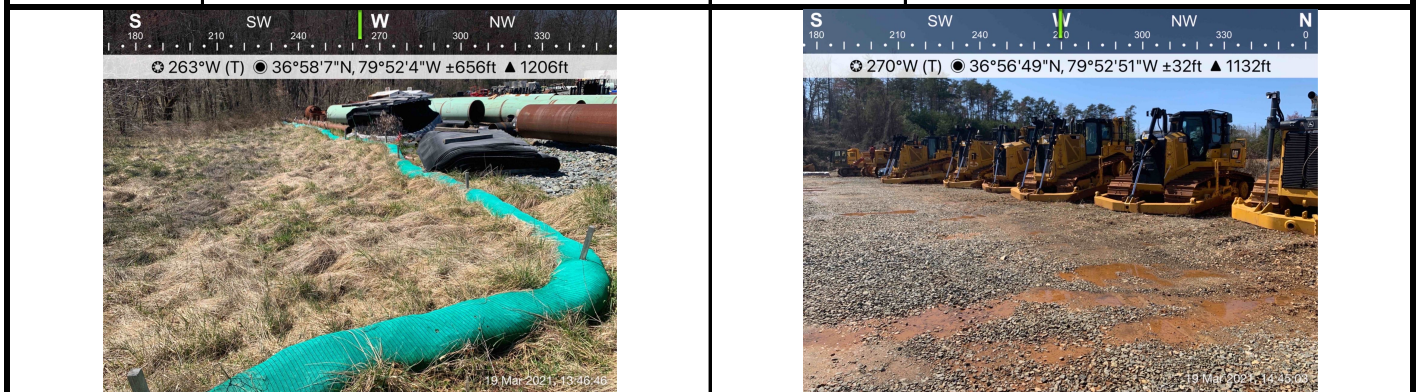 S SW W NW
180 210 240 270 300 330
263°W (T) 36°58'7"N, 79°52'4"W ±656ft ▲ 1206ft
19 Mar 2021, 13:46:46
S SW W NW N
180 210 240 300 330 0
270°W (T) 36°56'49"N, 79°52'51"W ±32ft ▲ 1132ft
CAT
19 Mar 2021, 14:45:03